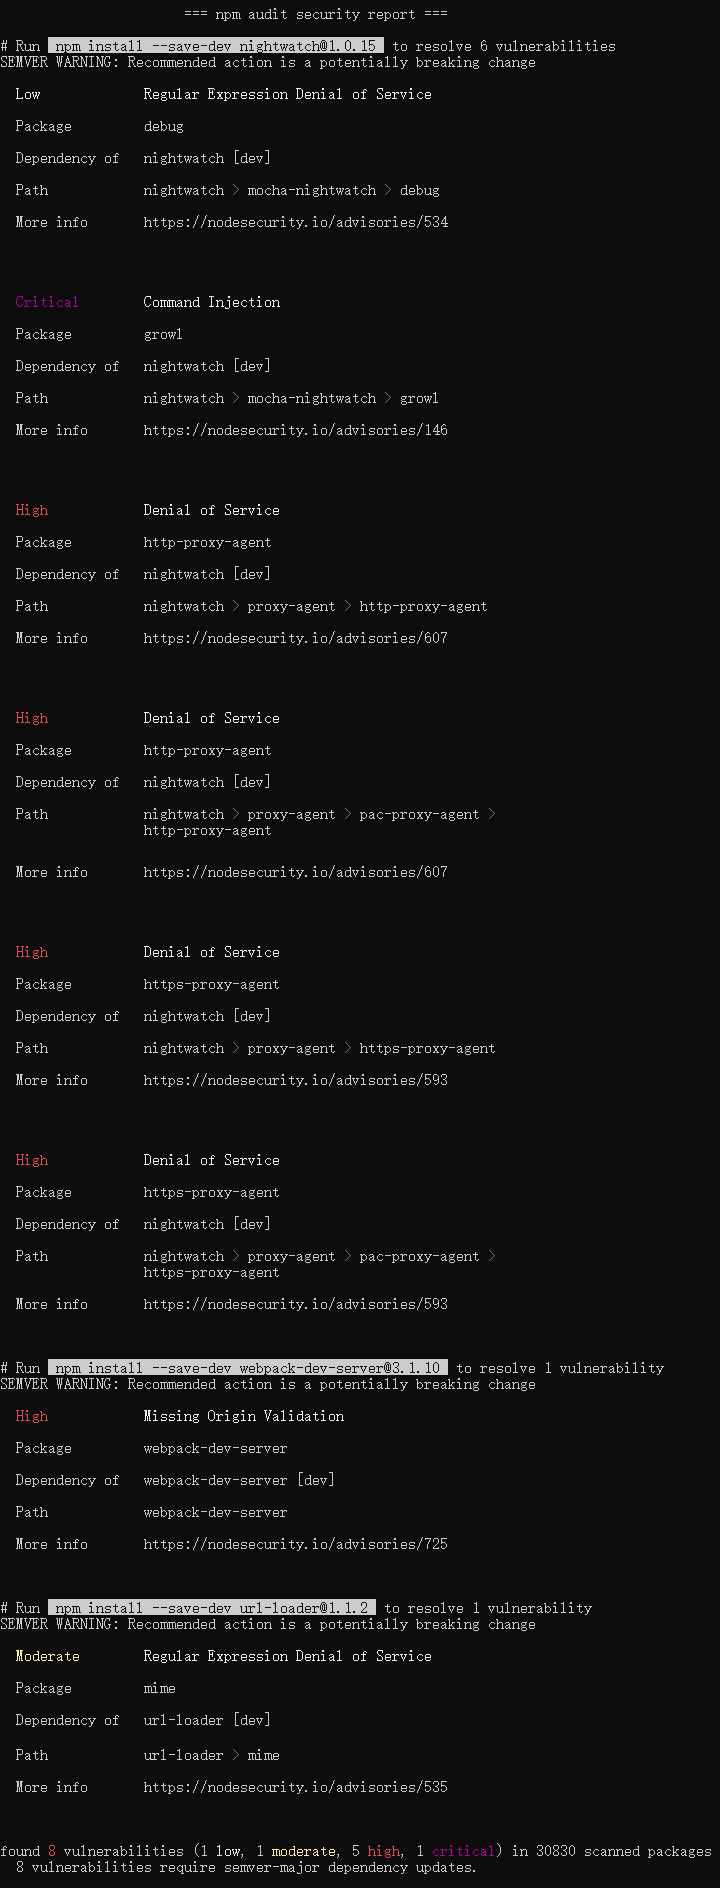 === npm audit security report ===
# Run  npm install --save-dev nightwatch@1.0.15  to resolve 6 vulnerabilities
SEMVER WARNING: Recommended action is a potentially breaking change
Low Regular Expression Denial of Service
Package debug
Dependency of nightwatch [dev]
Path nightwatch > mocha-nightwatch > debug
More info https://nodesecurity.io/advisories/534
Critical Command Injection
Package growl
Dependency of nightwatch [dev]
Path nightwatch > mocha-nightwatch > growl
More info https://nodesecurity.io/advisories/146
High Denial of Service
Package http-proxy-agent
Dependency of nightwatch [dev]
Path nightwatch > proxy-agent > http-proxy-agent
More info https://nodesecurity.io/advisories/607
High Denial of Service
Package http-proxy-agent
Dependency of nightwatch [dev]
Path nightwatch > proxy-agent > pac-proxy-agent >
http-proxy-agent
More info https://nodesecurity.io/advisories/607
High Denial of Service
Package https-proxy-agent
Dependency of nightwatch [dev]
Path nightwatch > proxy-agent > https-proxy-agent
More info https://nodesecurity.io/advisories/593
High Denial of Service
Package https-proxy-agent
Dependency of nightwatch [dev]
Path nightwatch > proxy-agent > pac-proxy-agent >
https-proxy-agent
More info https://nodesecurity.io/advisories/593
# Run  npm install --save-dev webpack-dev-server@3.1.10  to resolve 1 vulnerability
SEMVER WARNING: Recommended action is a potentially breaking change
High Missing Origin Validation
Package webpack-dev-server
Dependency of webpack-dev-server [dev]
Path webpack-dev-server
More info https://nodesecurity.io/advisories/725
# Run  npm install --save-dev url-loader@1.1.2  to resolve 1 vulnerability
SEMVER WARNING: Recommended action is a potentially breaking change
Moderate Regular Expression Denial of Service
Package mime
Dependency of url-loader [dev]
Path url-loader > mime
More info https://nodesecurity.io/advisories/535
found 8 vulnerabilities (1 low, 1 moderate, 5 high, 1 critical) in 30830 scanned packages
8 vulnerabilities require semver-major dependency updates.